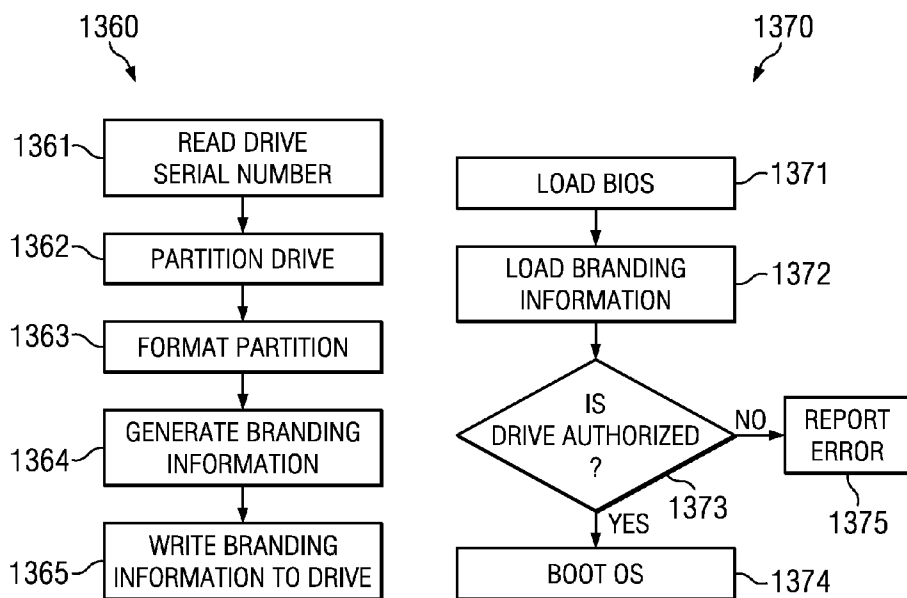 1360
1361
READ DRIVE
SERIAL NUMBER
1362
PARTITION DRIVE
1363
FORMAT PARTITION
1364
GENERATE BRANDING
INFORMATION
1365
WRITE BRANDING
INFORMATION TO DRIVE
1370
LOAD BIOS
1371
LOAD BRANDING
INFORMATION
1372
IS
DRIVE AUTHORIZED
?
1373
NO
REPORT
ERROR
1375
YES
BOOT OS
1374